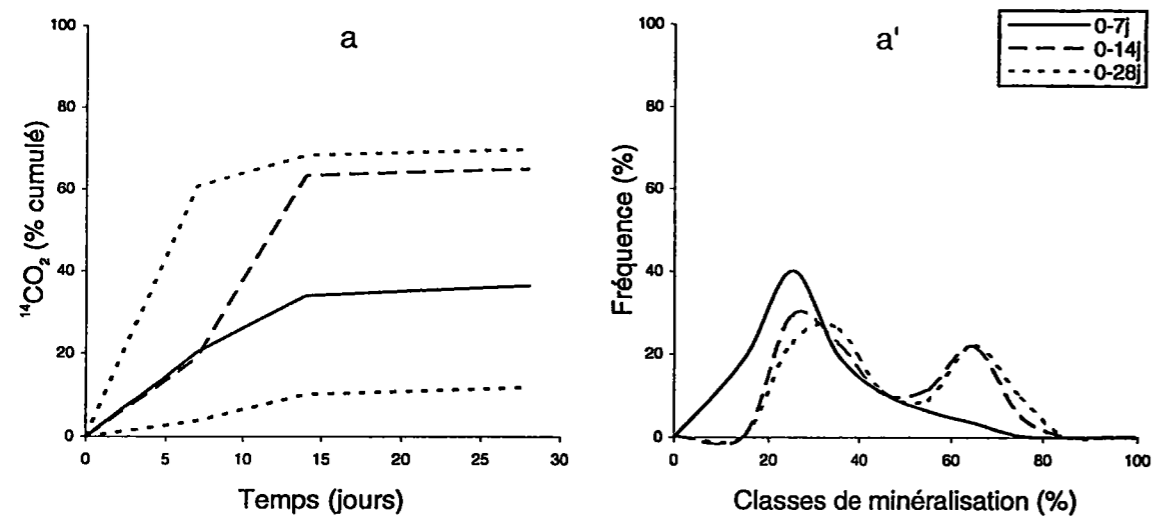 a
100
80
60
40
20
0
¹⁴CO₂ (% cumulé)
0 5 10 15 20 25 30
Temps (jours)
a'
0-7j
0-14j
0-28j
100
80
60
40
20
0
Fréquence (%)
0 20 40 60 80 100
Classes de minéralisation (%)